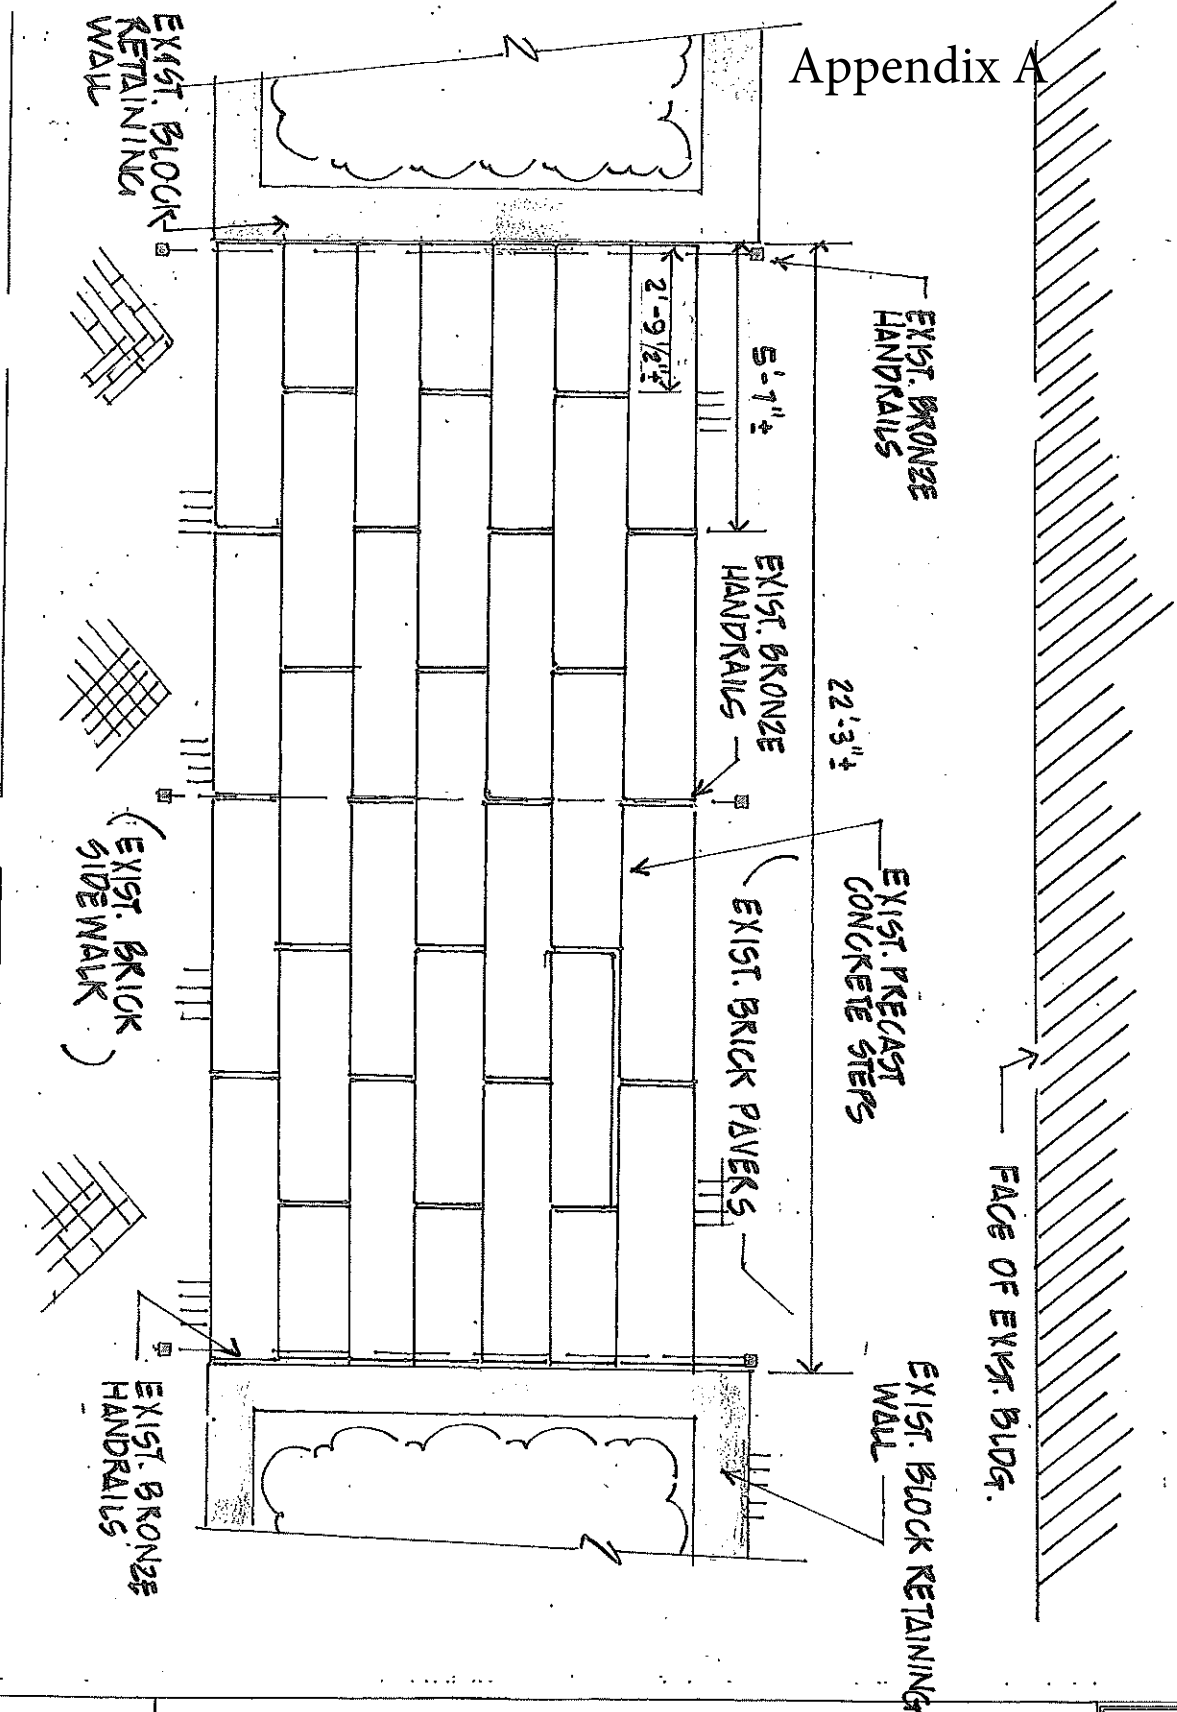 Appendix A
FACE OF EXIST. BLDG.
EXIST. BRONZE
HANDRAILS
EXIST. PRECAST
CONCRETE STEPS
EXIST. BLOCK RETAINING
WALL
22'-3"±
5'-7"±
2'-9 1/2"±
EXIST. BRONZE
HANDRAILS
( EXIST. BRICK PAVERS
EXIST. BLOCK
RETAINING
WALL
( EXIST. BRICK
SIDEWALK )
EXIST. BRONZE
HANDRAILS